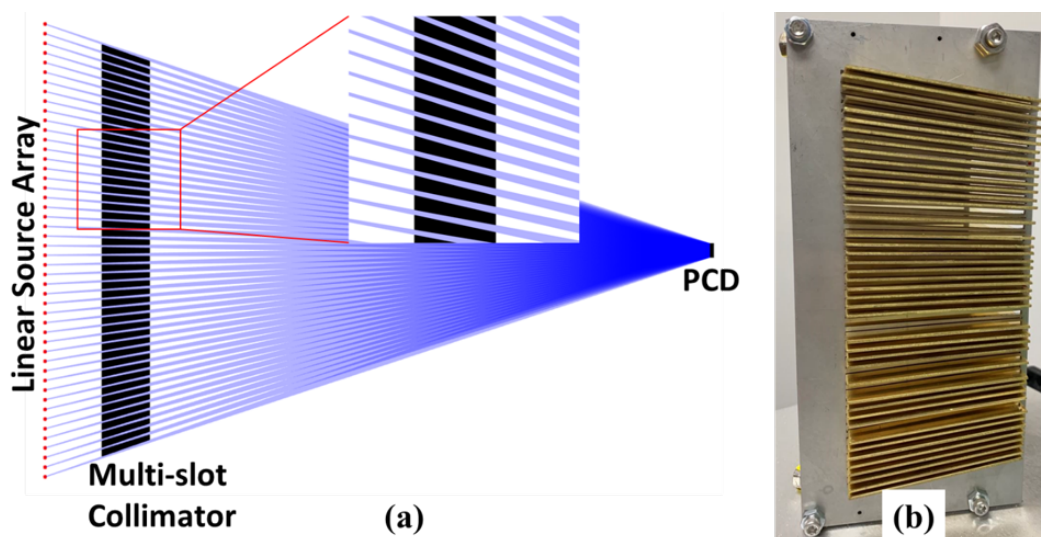 Linear Source Array
PCD
Multi-slot
Collimator
(a)
(b)